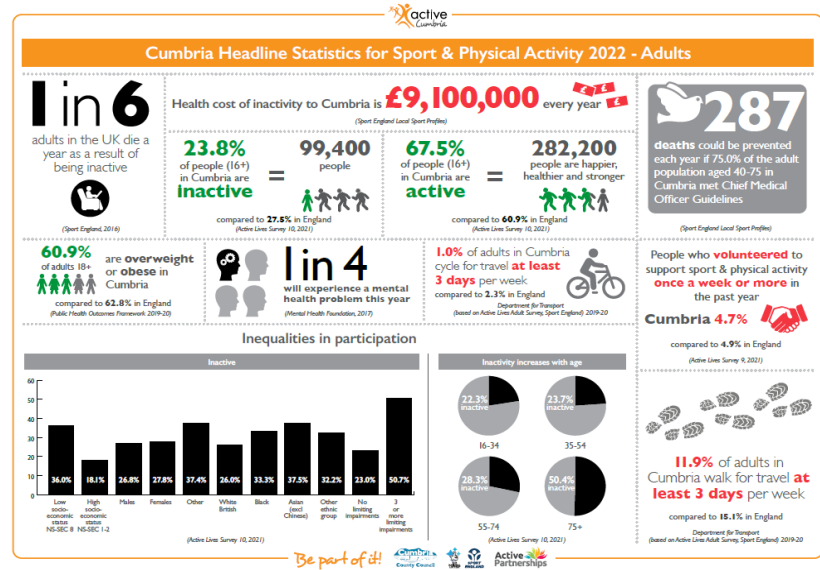 active
Cumbria
Cumbria Headline Statistics for Sport & Physical Activity 2022 - Adults
1 in 6
adults in the UK die a
year as a result of
being inactive
(Sport England, 2016)
Health cost of inactivity to Cumbria is £9,100,000 every year
(Sport England Local Sport Profiles)
23.8%
of people (16+)
in Cumbria are
inactive
=
99,400
people
compared to 27.5% in England
(Active Lives Survey 10, 2021)
67.5%
of people (16+)
in Cumbria are
active
=
282,200
people are happier,
healthier and stronger
compared to 60.9% in England
(Active Lives Survey 10, 2021)
287
deaths could be prevented
each year if 75.0% of the adult
population aged 40-75 in
Cumbria met Chief Medical
Officer Guidelines
(Sport England Local Sport Profiles)
60.9%
of adults 18+
are overweight
or obese in
Cumbria
compared to 62.8% in England
(Public Health Outcomes Framework 2019-20)
1 in 4
will experience a mental
health problem this year
(Mental Health Foundation, 2017)
1.0% of adults in Cumbria
cycle for travel at least
3 days per week
compared to 2.3% in England
Department for Transport
(based on Active Lives Adult Survey, Sport England) 2019-20
People who volunteered to
support sport & physical activity
once a week or more in
the past year
Cumbria 4.7%
compared to 4.9% in England
(Active Lives Survey 9, 2021)
Inequalities in participation
Inactive
60
50
40
30
20
10
0
36.0% 18.1% 26.8% 27.8% 37.4% 26.0% 33.3% 37.5% 32.2% 23.0% 50.7%
Low
socio-
economic
status
NS-SEC 8
High
socio-
economic
status
NS-SEC 1-2
Males
Females
Other
White
British
Black
Asian
(excl
Chinese)
Other
ethnic
group
No
limiting
impairments
3
or
more
limiting
impairments
(Active Lives Survey 10, 2021)
Inactivity increases with age
22.3%
inactive
16-34
23.7%
inactive
35-54
28.3%
inactive
55-74
50.4%
inactive
75+
(Active Lives Survey 10, 2021)
11.9% of adults in
Cumbria walk for travel at
least 3 days per week
compared to 15.1% in England
Department for Transport
(based on Active Lives Adult Survey, Sport England) 2019-20
Be part of it!
Cumbria
County Council
SPORT
ENGLAND
Active
Partnerships